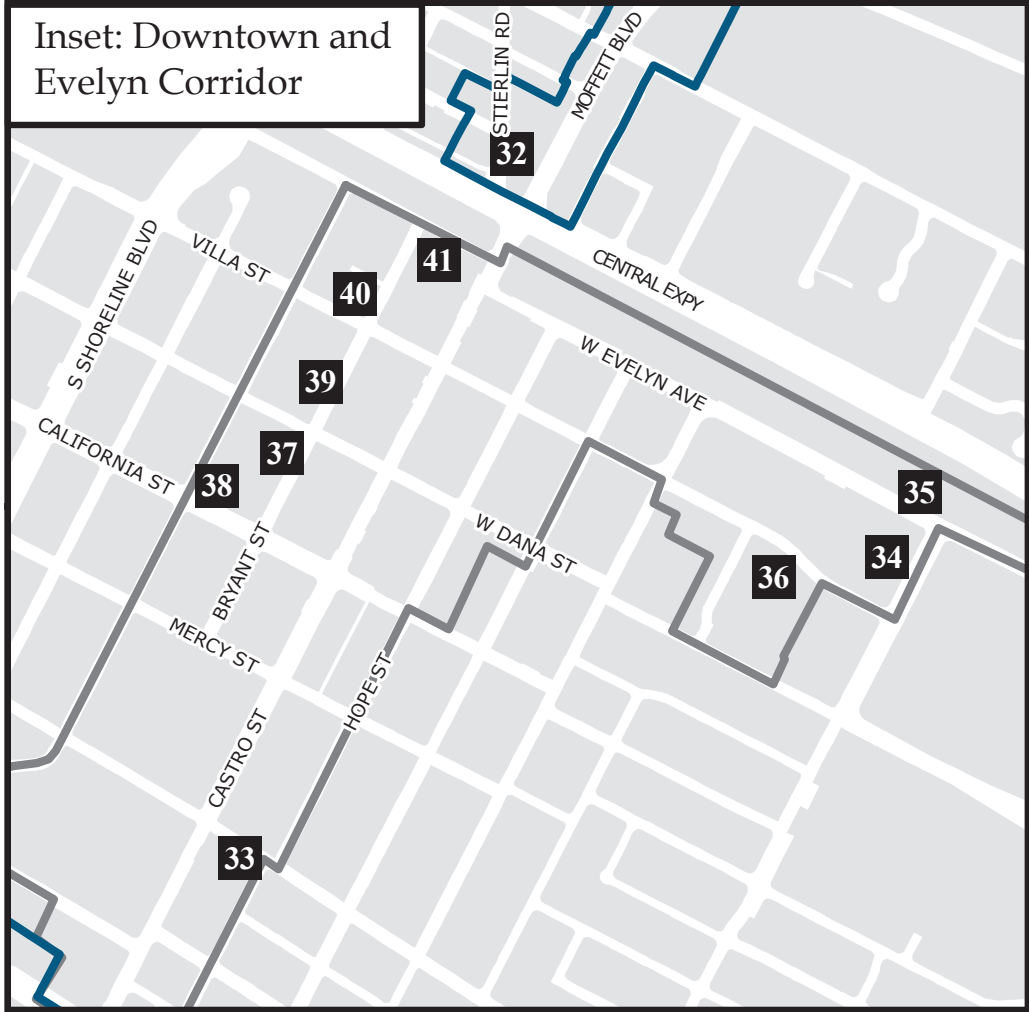 Inset: Downtown and
Evelyn Corridor
STIERLIN RD
MOFFETT BLVD
32
S SHORELINE BLVD
VILLA ST
41
CENTRAL EXPY
40
W EVELYN AVE
39
CALIFORNIA ST
37
38
35
W DANA ST
34
BRYANT ST
36
MERCY ST
HOPE ST
CASTRO ST
33